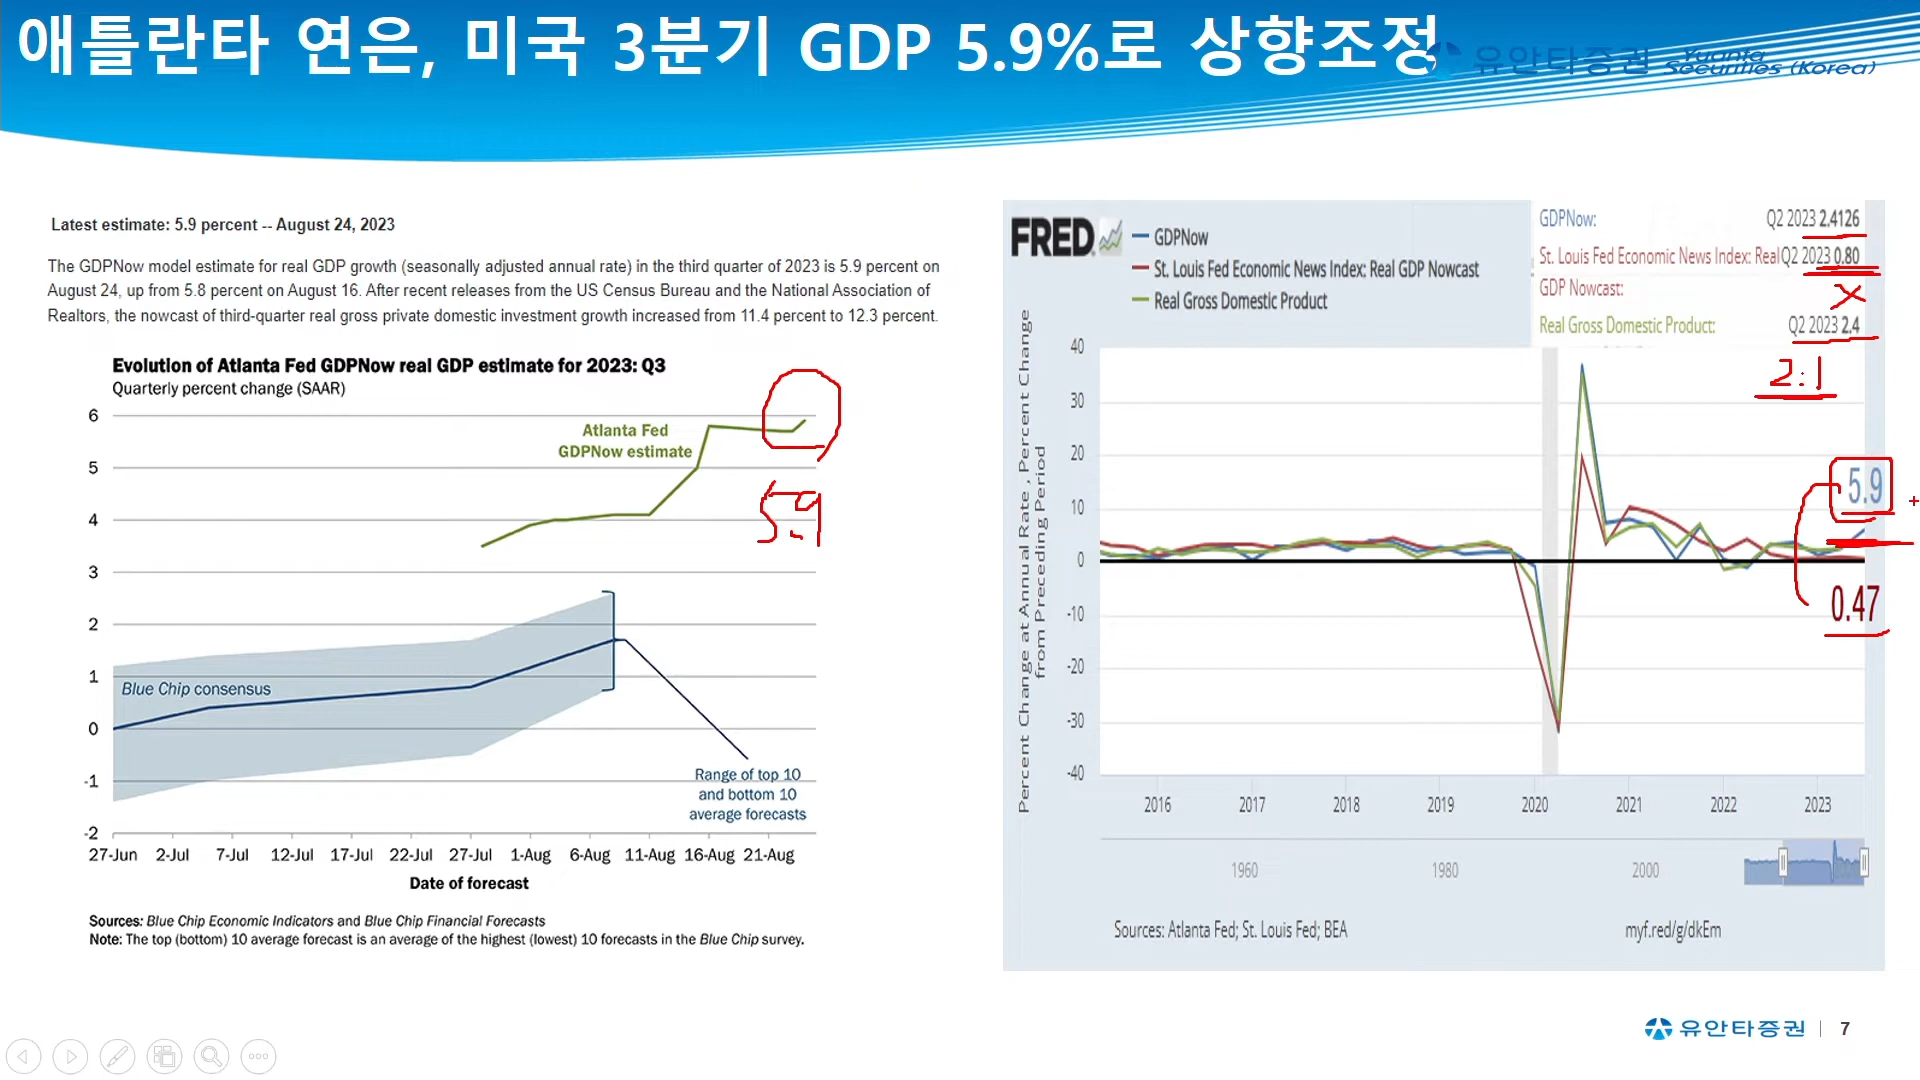 애틀란타 연은, 미국 3분기 GDP 5.9%로 상향조정
유안타증권 Yuanta Securities (Korea)
Latest estimate: 5.9 percent -- August 24, 2023
The GDPNow model estimate for real GDP growth (seasonally adjusted annual rate) in the third quarter of 2023 is 5.9 percent on
August 24, up from 5.8 percent on August 16. After recent releases from the US Census Bureau and the National Association of
Realtors, the nowcast of third-quarter real gross private domestic investment growth increased from 11.4 percent to 12.3 percent.
Evolution of Atlanta Fed GDPNow real GDP estimate for 2023: Q3
Quarterly percent change (SAAR)
6
5
4
3
2
1
0
-1
-2
Atlanta Fed
GDPNow estimate
5.9
Blue Chip consensus
Range of top 10
and bottom 10
average forecasts
27-Jun 2-Jul 7-Jul 12-Jul 17-Jul 22-Jul 27-Jul 1-Aug 6-Aug 11-Aug 16-Aug 21-Aug
Date of forecast
Sources: Blue Chip Economic Indicators and Blue Chip Financial Forecasts
Note: The top (bottom) 10 average forecast is an average of the highest (lowest) 10 forecasts in the Blue Chip survey.
FRED
GDPNow
St. Louis Fed Economic News Index: Real GDP Nowcast
Real Gross Domestic Product
GDPNow: Q2 2023 2.4126
St. Louis Fed Economic News Index: Real Q2 2023 0.80
GDP Nowcast:
X
Real Gross Domestic Product: Q2 2023 2.4
2:1
Percent Change at Annual Rate , Percent Change
from Preceding Period
40
30
20
10
0
-10
-20
-30
-40
5.9
0.47
2016 2017 2018 2019 2020 2021 2022 2023
1960 1980 2000
Sources: Atlanta Fed; St. Louis Fed; BEA
myf.red/g/dkEm
유안타증권 | 7